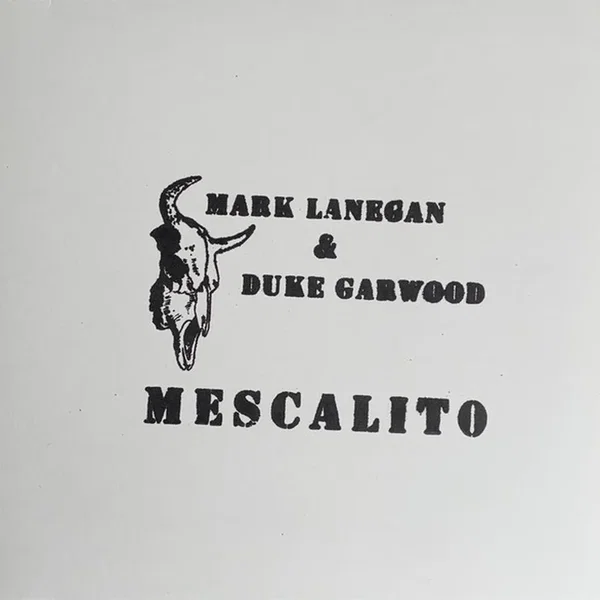 MARK LANEGAN
&
DUKE GARWOOD
MESCALITO